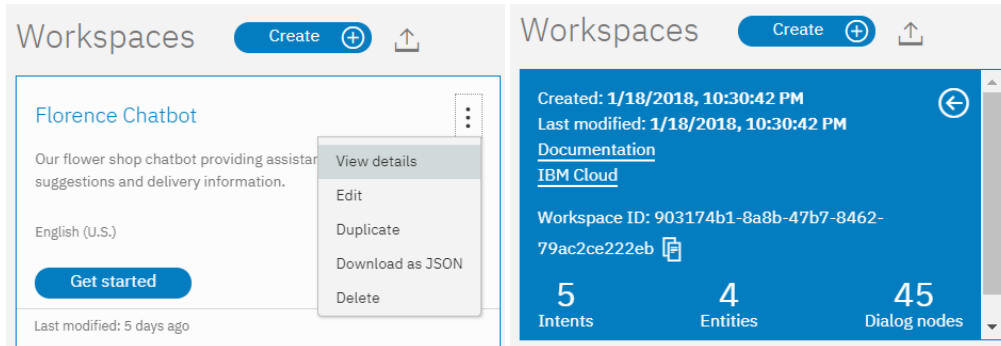 Workspaces
Create
Florence Chatbot
Our flower shop chatbot providing
suggestions and delivery information.
English (U.S.)
Get started
Last modified: 5 days ago
View details
Edit
Duplicate
Download as JSON
Delete
Workspaces
Create
Created: 1/18/2018, 10:30:42 PM
Last modified: 1/18/2018, 10:30:42 PM
Documentation
IBM Cloud
Workspace ID: 903174b1-8a8b-47b7-8462-
79ac2ce222eb
5 4 45
Intents Entities Dialog nodes